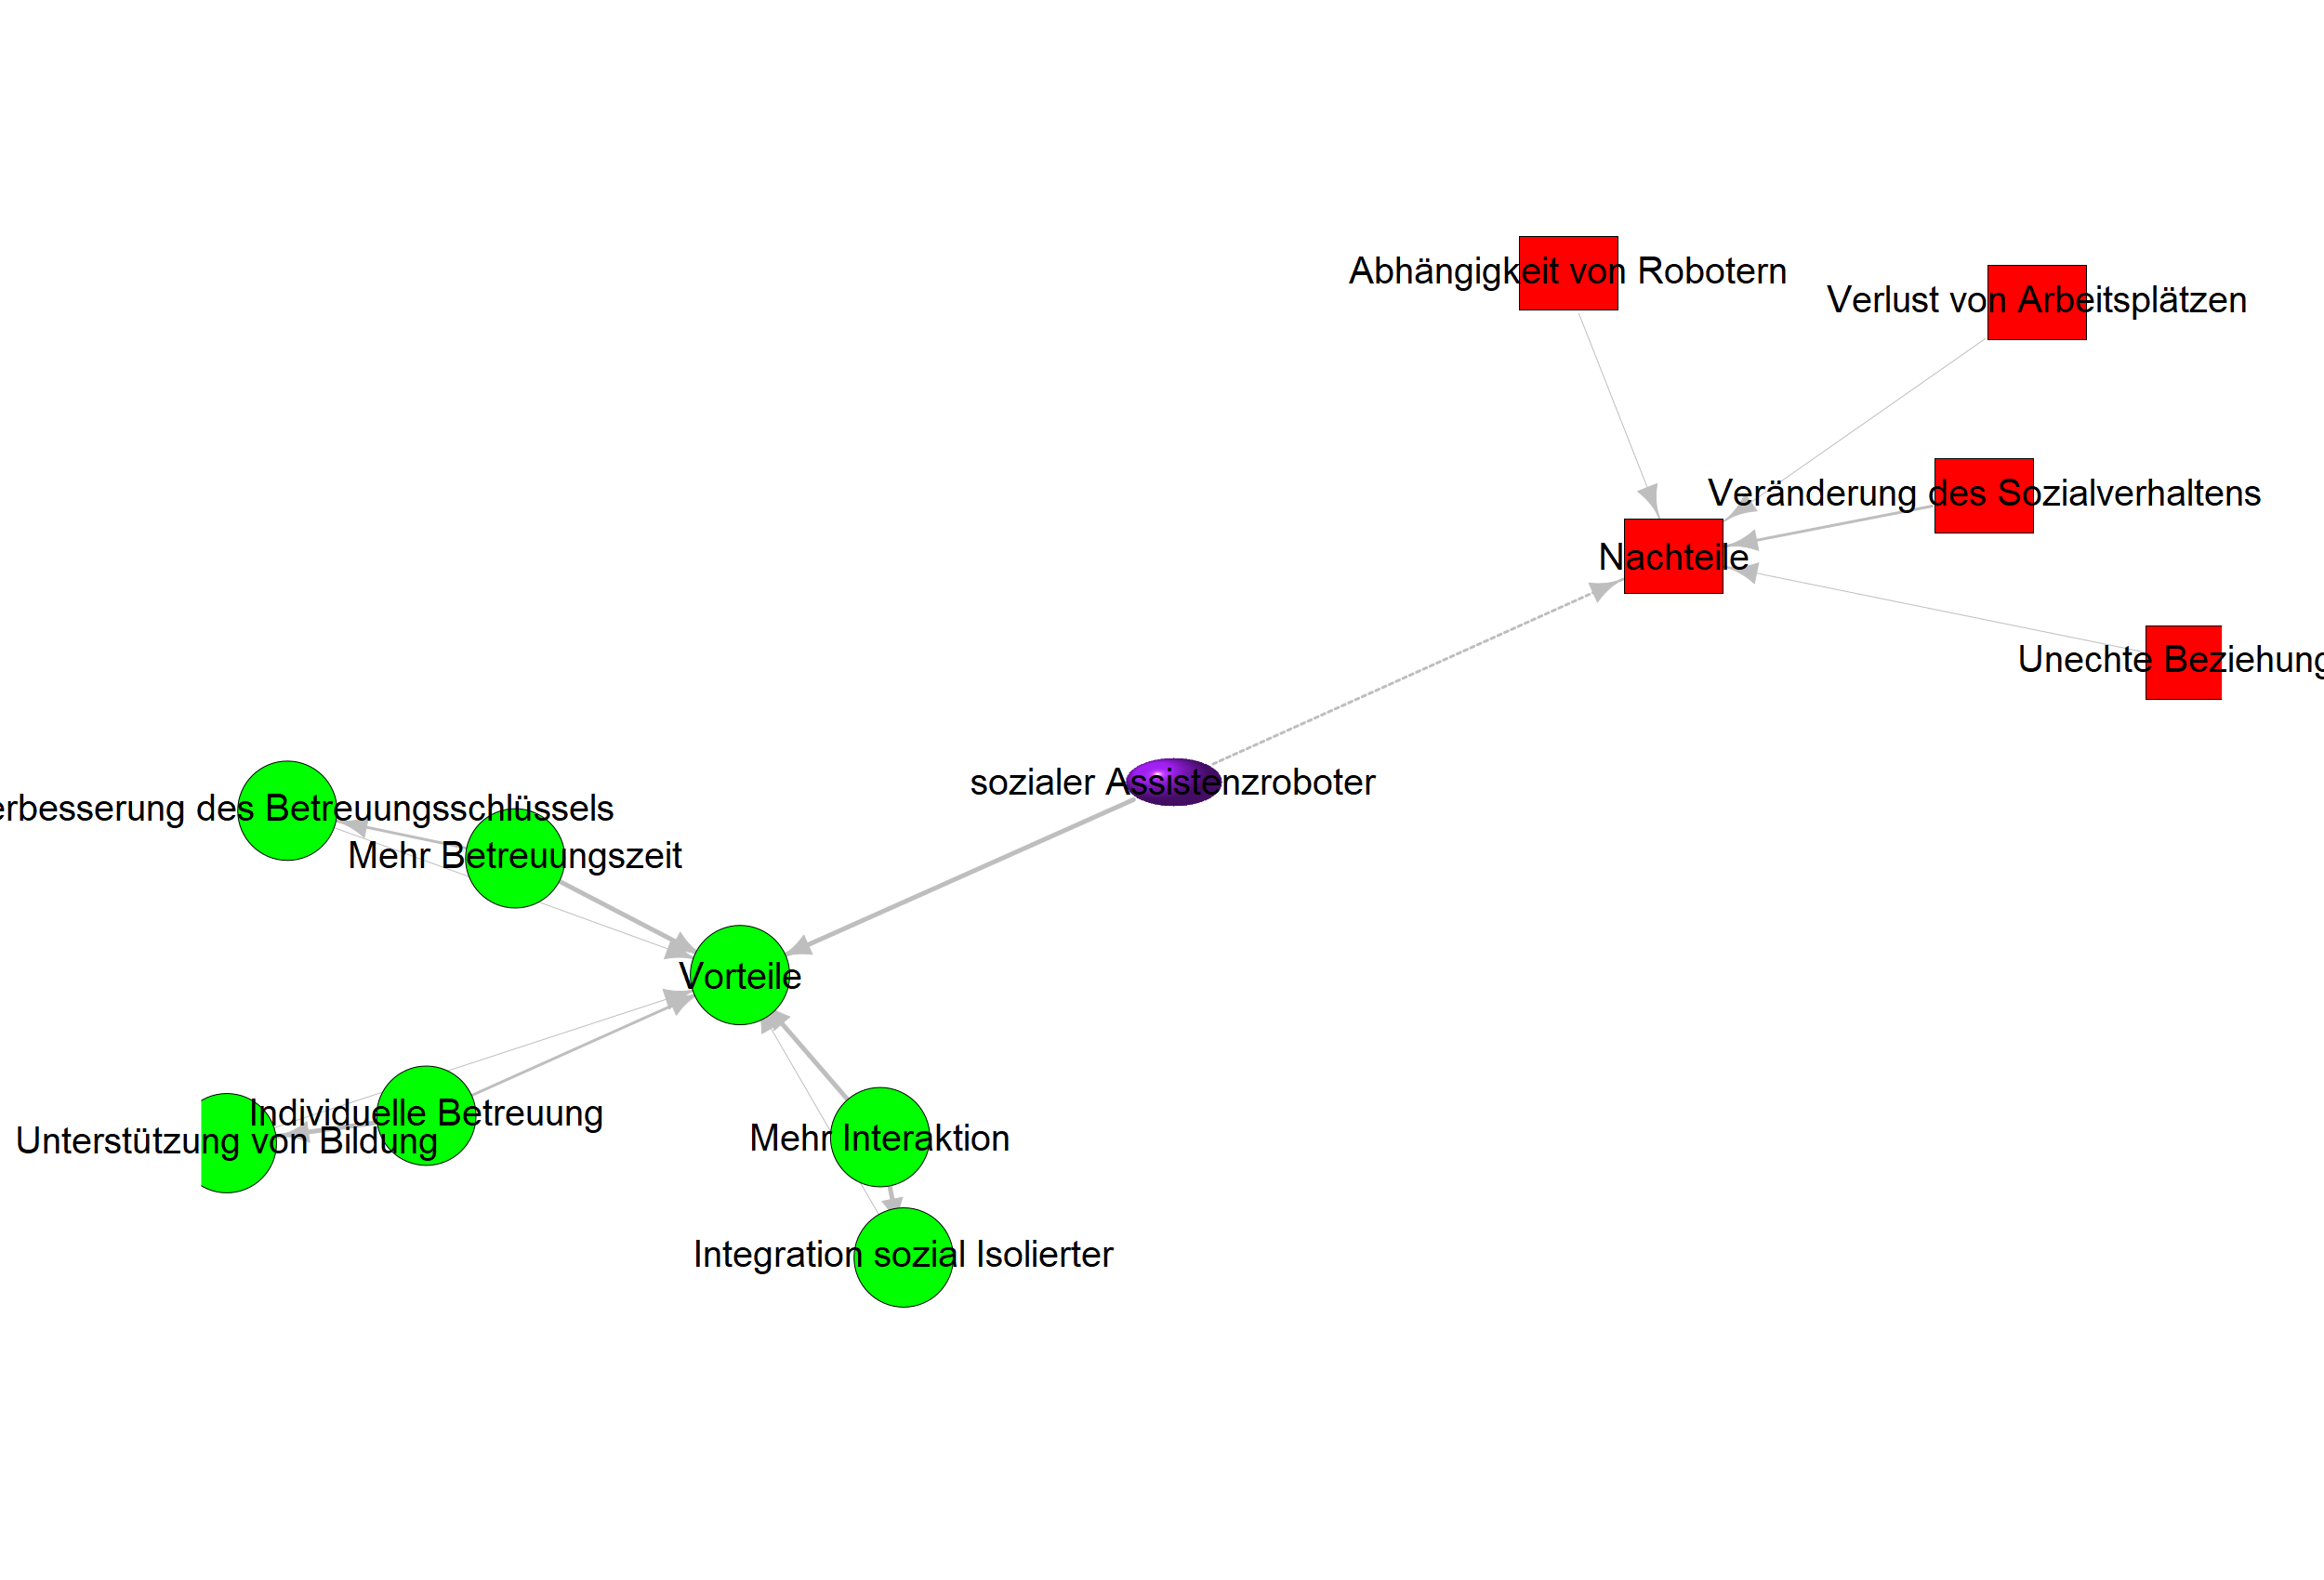 Abhängigkeit von Robotern
Verlust von Arbeitsplätzen
Veränderung des Sozialverhaltens
Nachteile
Unechte Beziehung
sozialer Assistenzroboter
erbesserung des Betreuungsschlüssels
Mehr Betreuungszeit
Vorteile
Individuelle Betreuung
Unterstützung von Bildung
Mehr Interaktion
Integration sozial Isolierter